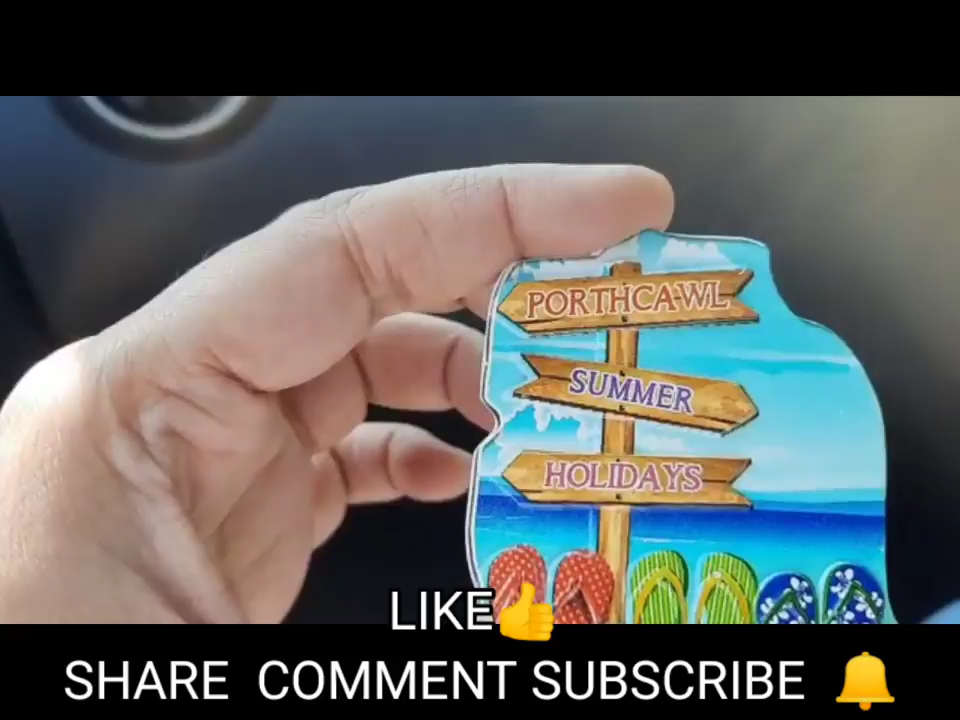 PORTHCAWL
SUMMER
HOLIDAYS
LIKE👍
SHARE COMMENT SUBSCRIBE 🔔